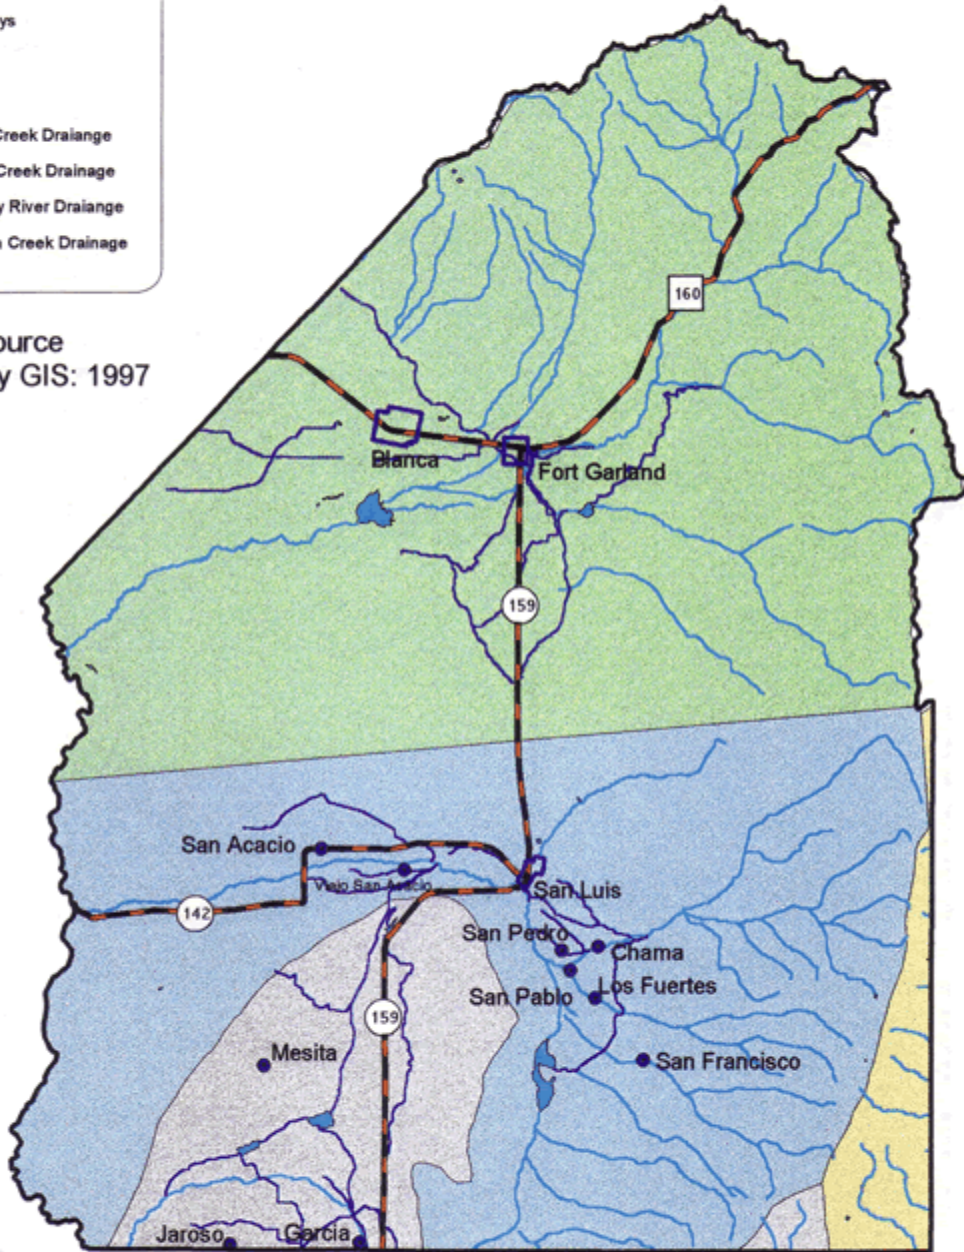 ys
Creek Draiange
Creek Drainage
y River Draiange
Creek Drainage
ource
y GIS: 1997
160
Blanca
Fort Garland
159
San Acacio
Viejo San Acacio
San Luis
142
San Pedro
Chama
San Pablo
Los Fuertes
159
Mesita
San Francisco
Jaroso
Garcia